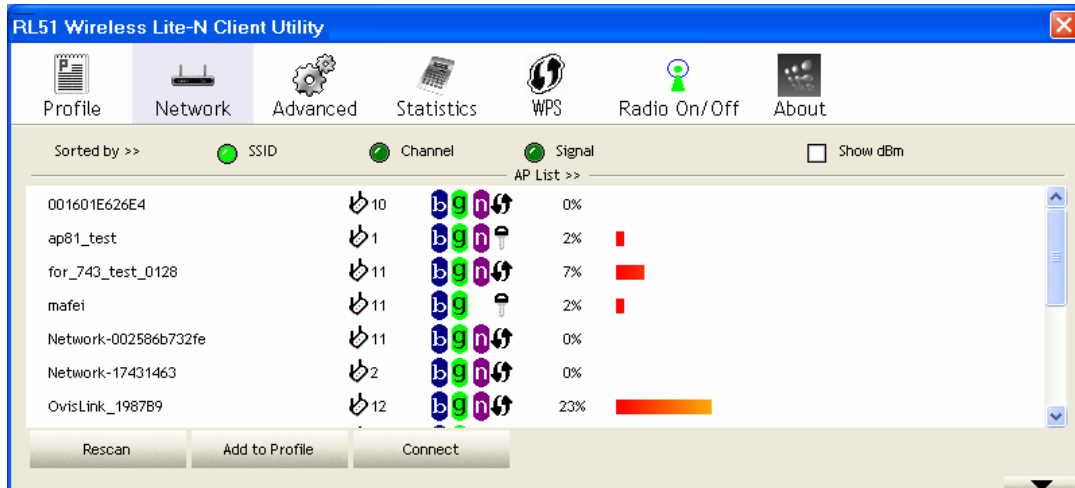 RL51 Wireless Lite-N Client Utility
Profile Network Advanced Statistics WPS Radio On/Off About
Sorted by >> SSID Channel Signal Show dBm
AP List >>
001601E626E4 10 b g n 0%
ap81_test 1 b g n 2%
for_743_test_0128 11 b g n 7%
mafei 11 b g 2%
Network-002586b732fe 11 b g n 0%
Network-17431463 2 b g n 0%
OvisLink_1987B9 12 b g n 23%
Rescan Add to Profile Connect